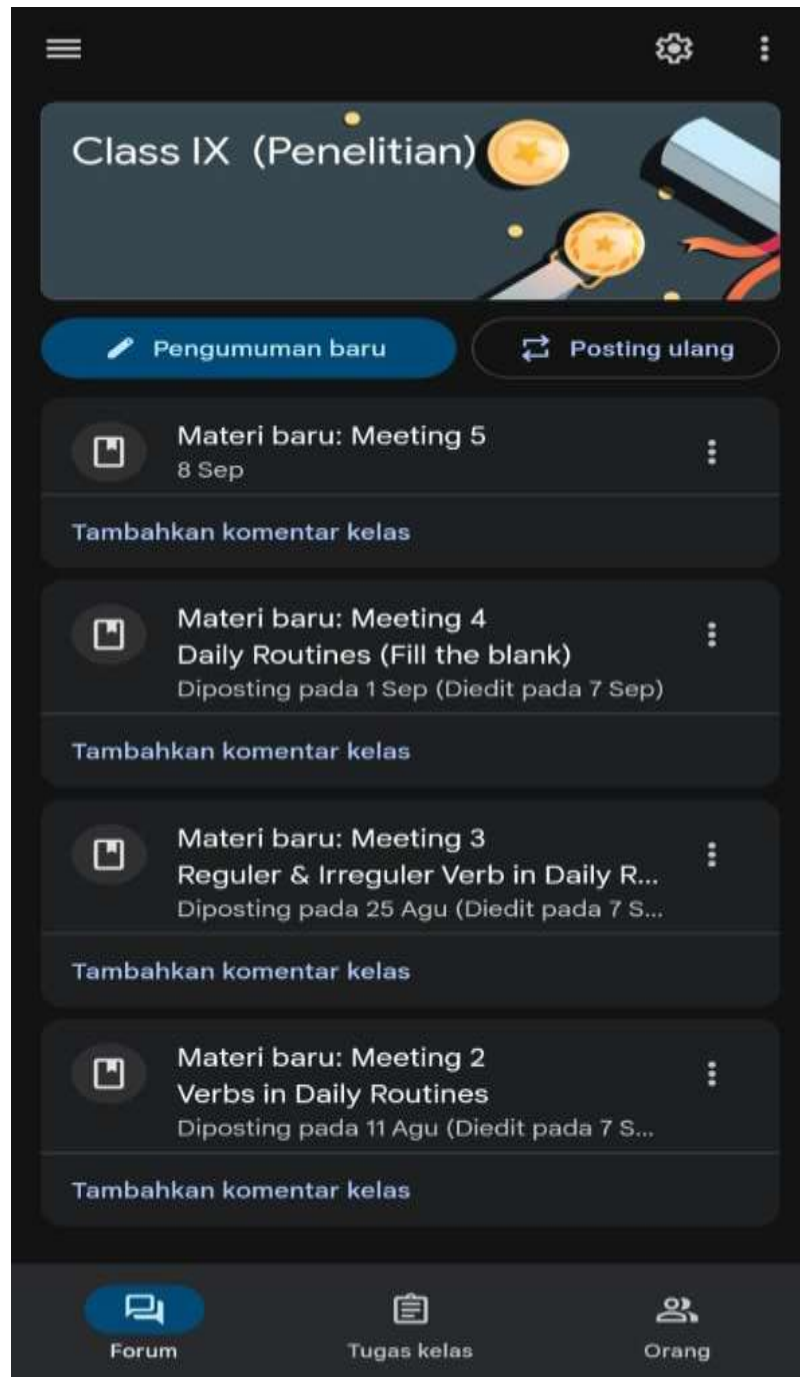 Class IX (Penelitian)
Pengumuman baru
Posting ulang
Materi baru: Meeting 5
8 Sep
Tambahkan komentar kelas
Materi baru: Meeting 4
Daily Routines (Fill the blank)
Diposting pada 1 Sep (Diedit pada 7 Sep)
Tambahkan komentar kelas
Materi baru: Meeting 3
Reguler & Irreguler Verb in Daily R...
Diposting pada 25 Agu (Diedit pada 7 S...
Tambahkan komentar kelas
Materi baru: Meeting 2
Verbs in Daily Routines
Diposting pada 11 Agu (Diedit pada 7 S...
Tambahkan komentar kelas
Forum
Tugas kelas
Orang